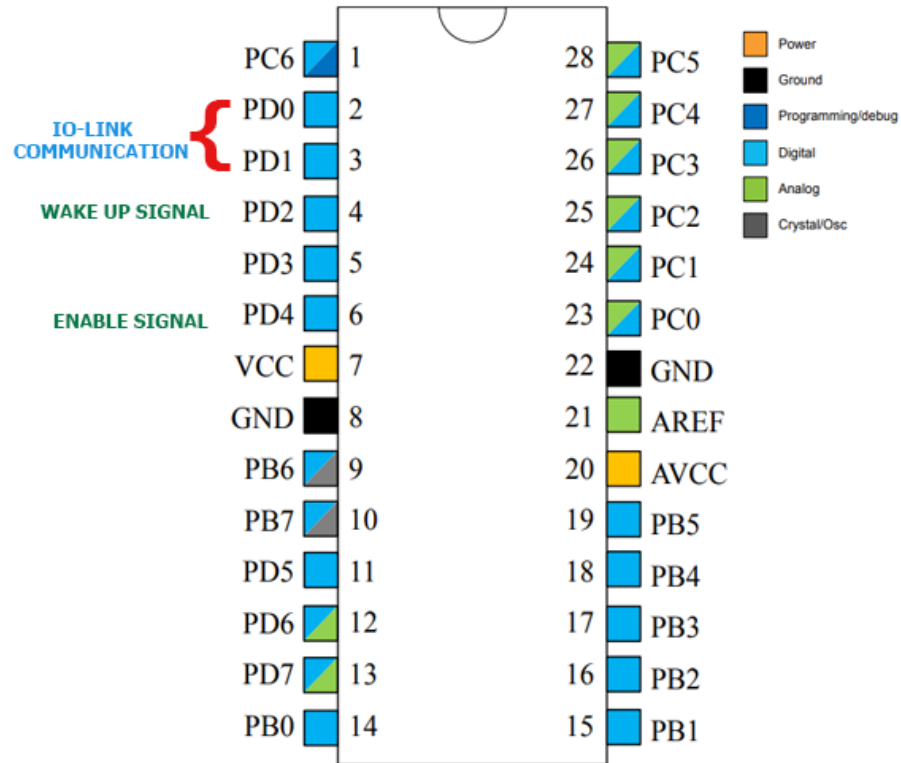 PC6 1 28 PC5
PD0 2 27 PC4
IO-LINK
COMMUNICATION
PD1 3 26 PC3
WAKE UP SIGNAL PD2 4 25 PC2
PD3 5 24 PC1
ENABLE SIGNAL PD4 6 23 PC0
VCC 7 22 GND
GND 8 21 AREF
PB6 9 20 AVCC
PB7 10 19 PB5
PD5 11 18 PB4
PD6 12 17 PB3
PD7 13 16 PB2
PB0 14 15 PB1
Power
Ground
Programming/debug
Digital
Analog
Crystal/Osc